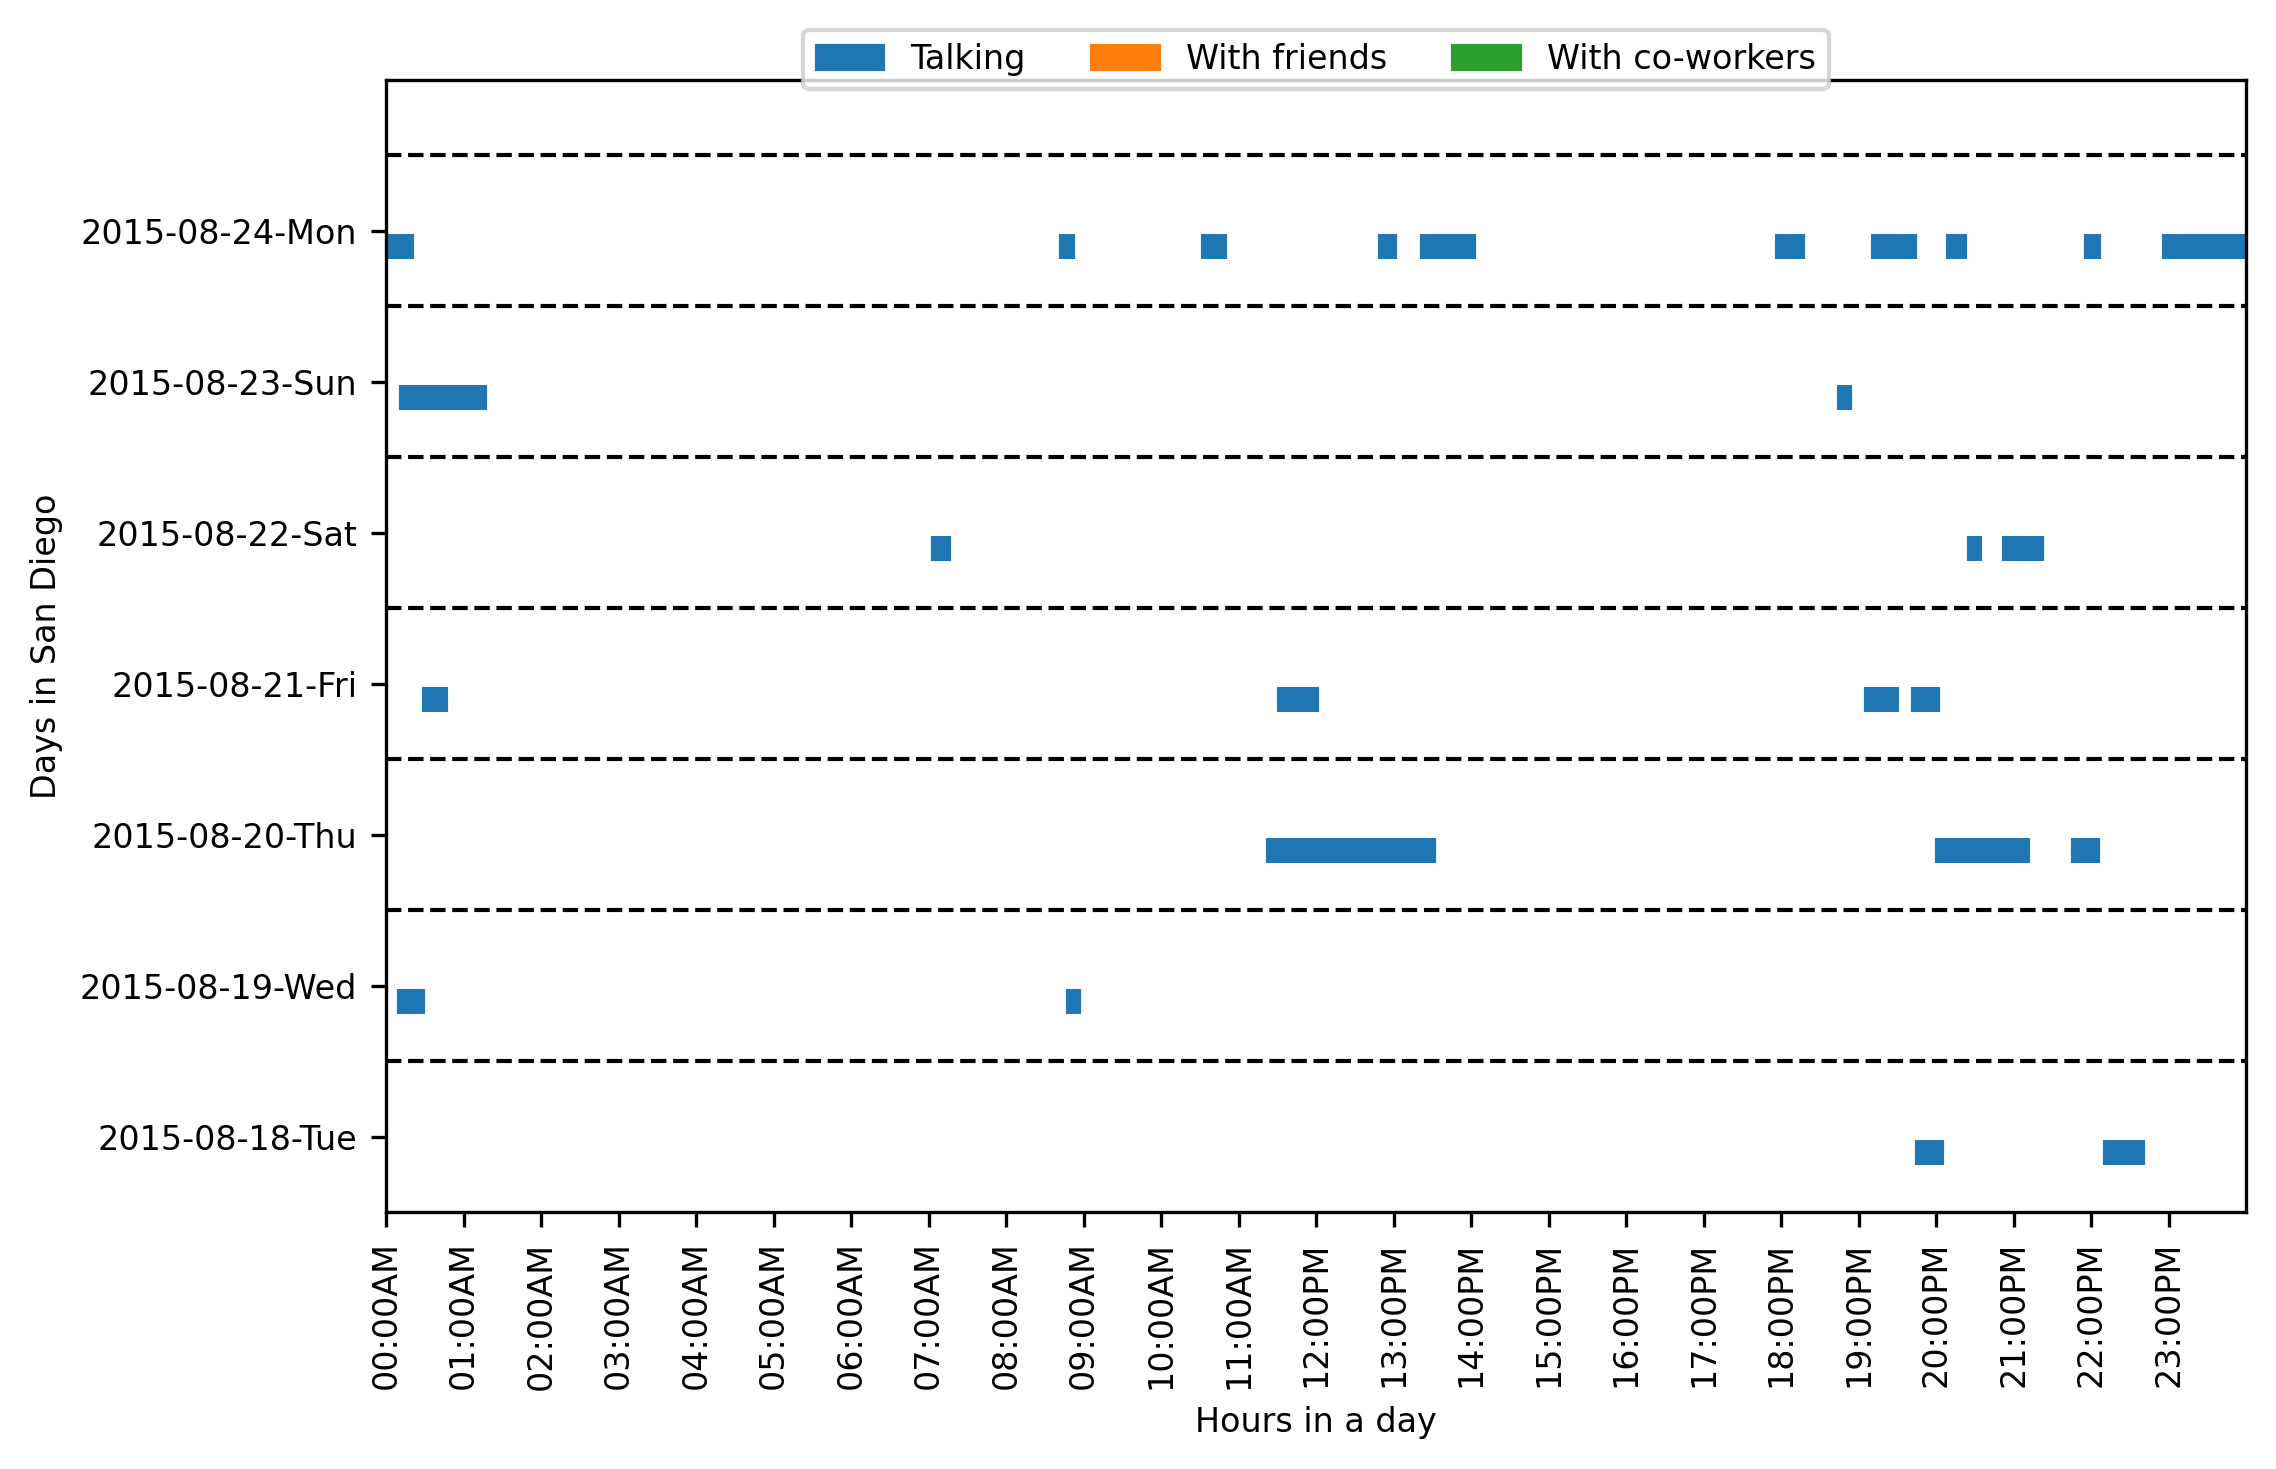 Talking With friends With co-workers
2015-08-24-Mon
2015-08-23-Sun
2015-08-22-Sat
2015-08-21-Fri
2015-08-20-Thu
2015-08-19-Wed
2015-08-18-Tue
Days in San Diego
00:00AM
01:00AM
02:00AM
03:00AM
04:00AM
05:00AM
06:00AM
07:00AM
08:00AM
09:00AM
10:00AM
11:00AM
12:00PM
13:00PM
14:00PM
15:00PM
16:00PM
17:00PM
18:00PM
19:00PM
20:00PM
21:00PM
22:00PM
23:00PM
Hours in a day